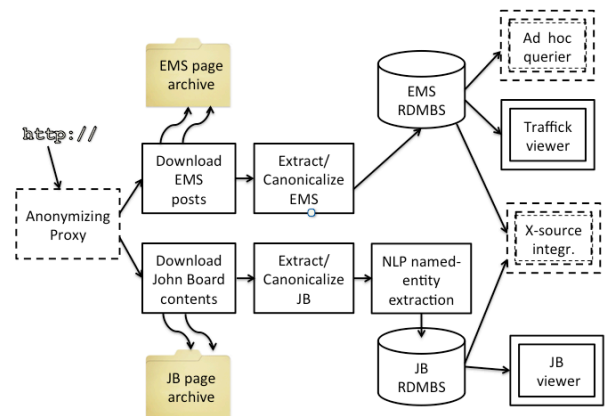 EMS page
archive
Ad hoc
querier
EMS
RDMBS
http://
Traffick
viewer
Download
EMS
posts
Extract/
Canonicalize
EMS
Anonymizing
Proxy
X-source
integr.
Download
John Board
contents
Extract/
Canonicalize
JB
NLP named-
entity
extraction
JB
RDMBS
JB page
archive
JB
viewer